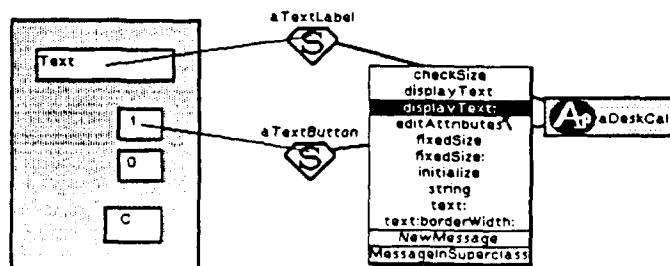 aTextLabel
Text
1
0
C
aTextButton
S
S
checkSize
displayText
displayText:
editAttributes
fixedSize
fixedSize:
initialize
string
text:
text:borderWidth:
NewMessage
MessageInSuperclass
Ap
aDeskCal